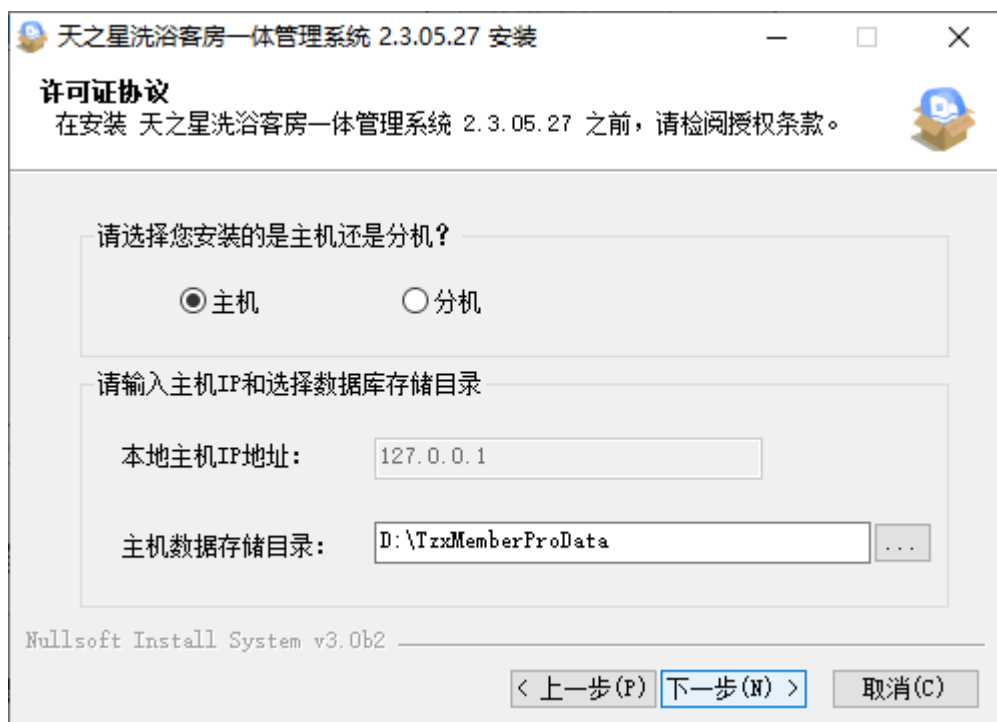 天之星洗浴客房一体管理系统 2.3.05.27 安装
许可证协议
在安装 天之星洗浴客房一体管理系统 2.3.05.27 之前，请检阅授权条款。
请选择您安装的是主机还是分机？
主机 分机
请输入主机IP和选择数据库存储目录
本地主机IP地址： 127.0.0.1
主机数据存储目录： D:\TzxMemberProData ...
Nullsoft Install System v3.0b2
< 上一步(P) 下一步(N) > 取消(C)